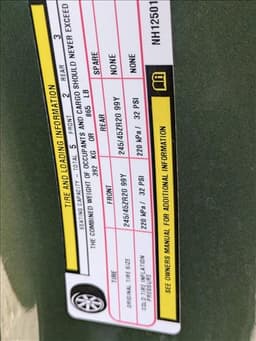 TIRE AND LOADING INFORMATION
SEATING CAPACITY - TOTAL 5 FRONT 2 REAR 3
THE COMBINED WEIGHT OF OCCUPANTS AND CARGO SHOULD NEVER EXCEED
392 KG OR 865 LB
TIRE FRONT REAR SPARE
ORIGINAL TIRE SIZE 245/45ZR20 99Y 245/45ZR20 99Y NONE
COLD TIRE INFLATION PRESSURE 220 kPa / 32 PSI 220 kPa / 32 PSI NONE
SEE OWNERS MANUAL FOR ADDITIONAL INFORMATION
NH12501